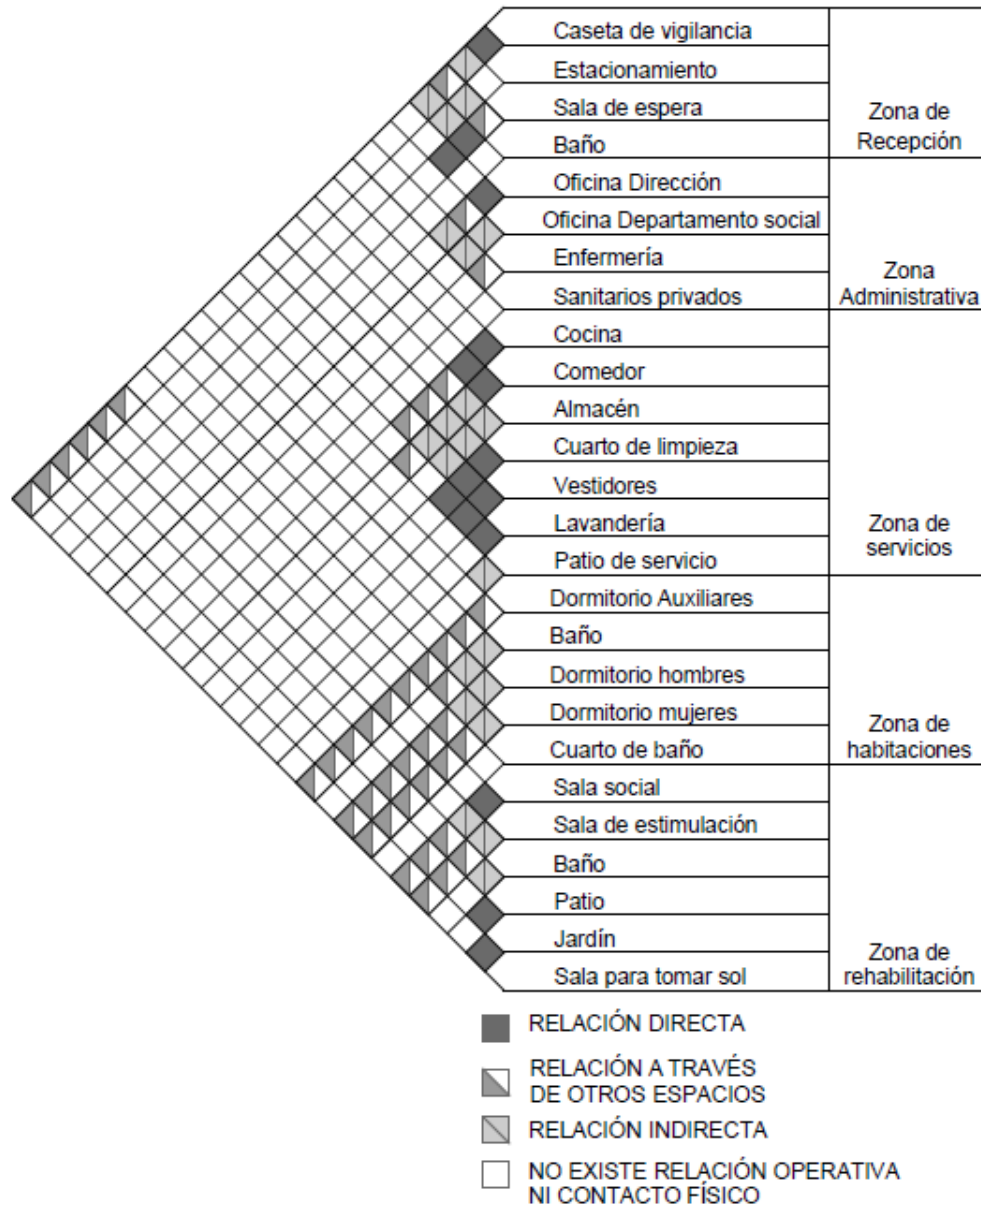 Caseta de vigilancia
Estacionamiento
Sala de espera
Baño
Zona de
Recepción
Oficina Dirección
Oficina Departamento social
Enfermería
Sanitarios privados
Zona
Administrativa
Cocina
Comedor
Almacén
Cuarto de limpieza
Vestidores
Lavandería
Patio de servicio
Zona de
servicios
Dormitorio Auxiliares
Baño
Dormitorio hombres
Dormitorio mujeres
Cuarto de baño
Zona de
habitaciones
Sala social
Sala de estimulación
Baño
Patio
Jardín
Sala para tomar sol
Zona de
rehabilitación
RELACIÓN DIRECTA
RELACIÓN A TRAVÉS
DE OTROS ESPACIOS
RELACIÓN INDIRECTA
NO EXISTE RELACIÓN OPERATIVA
NI CONTACTO FÍSICO